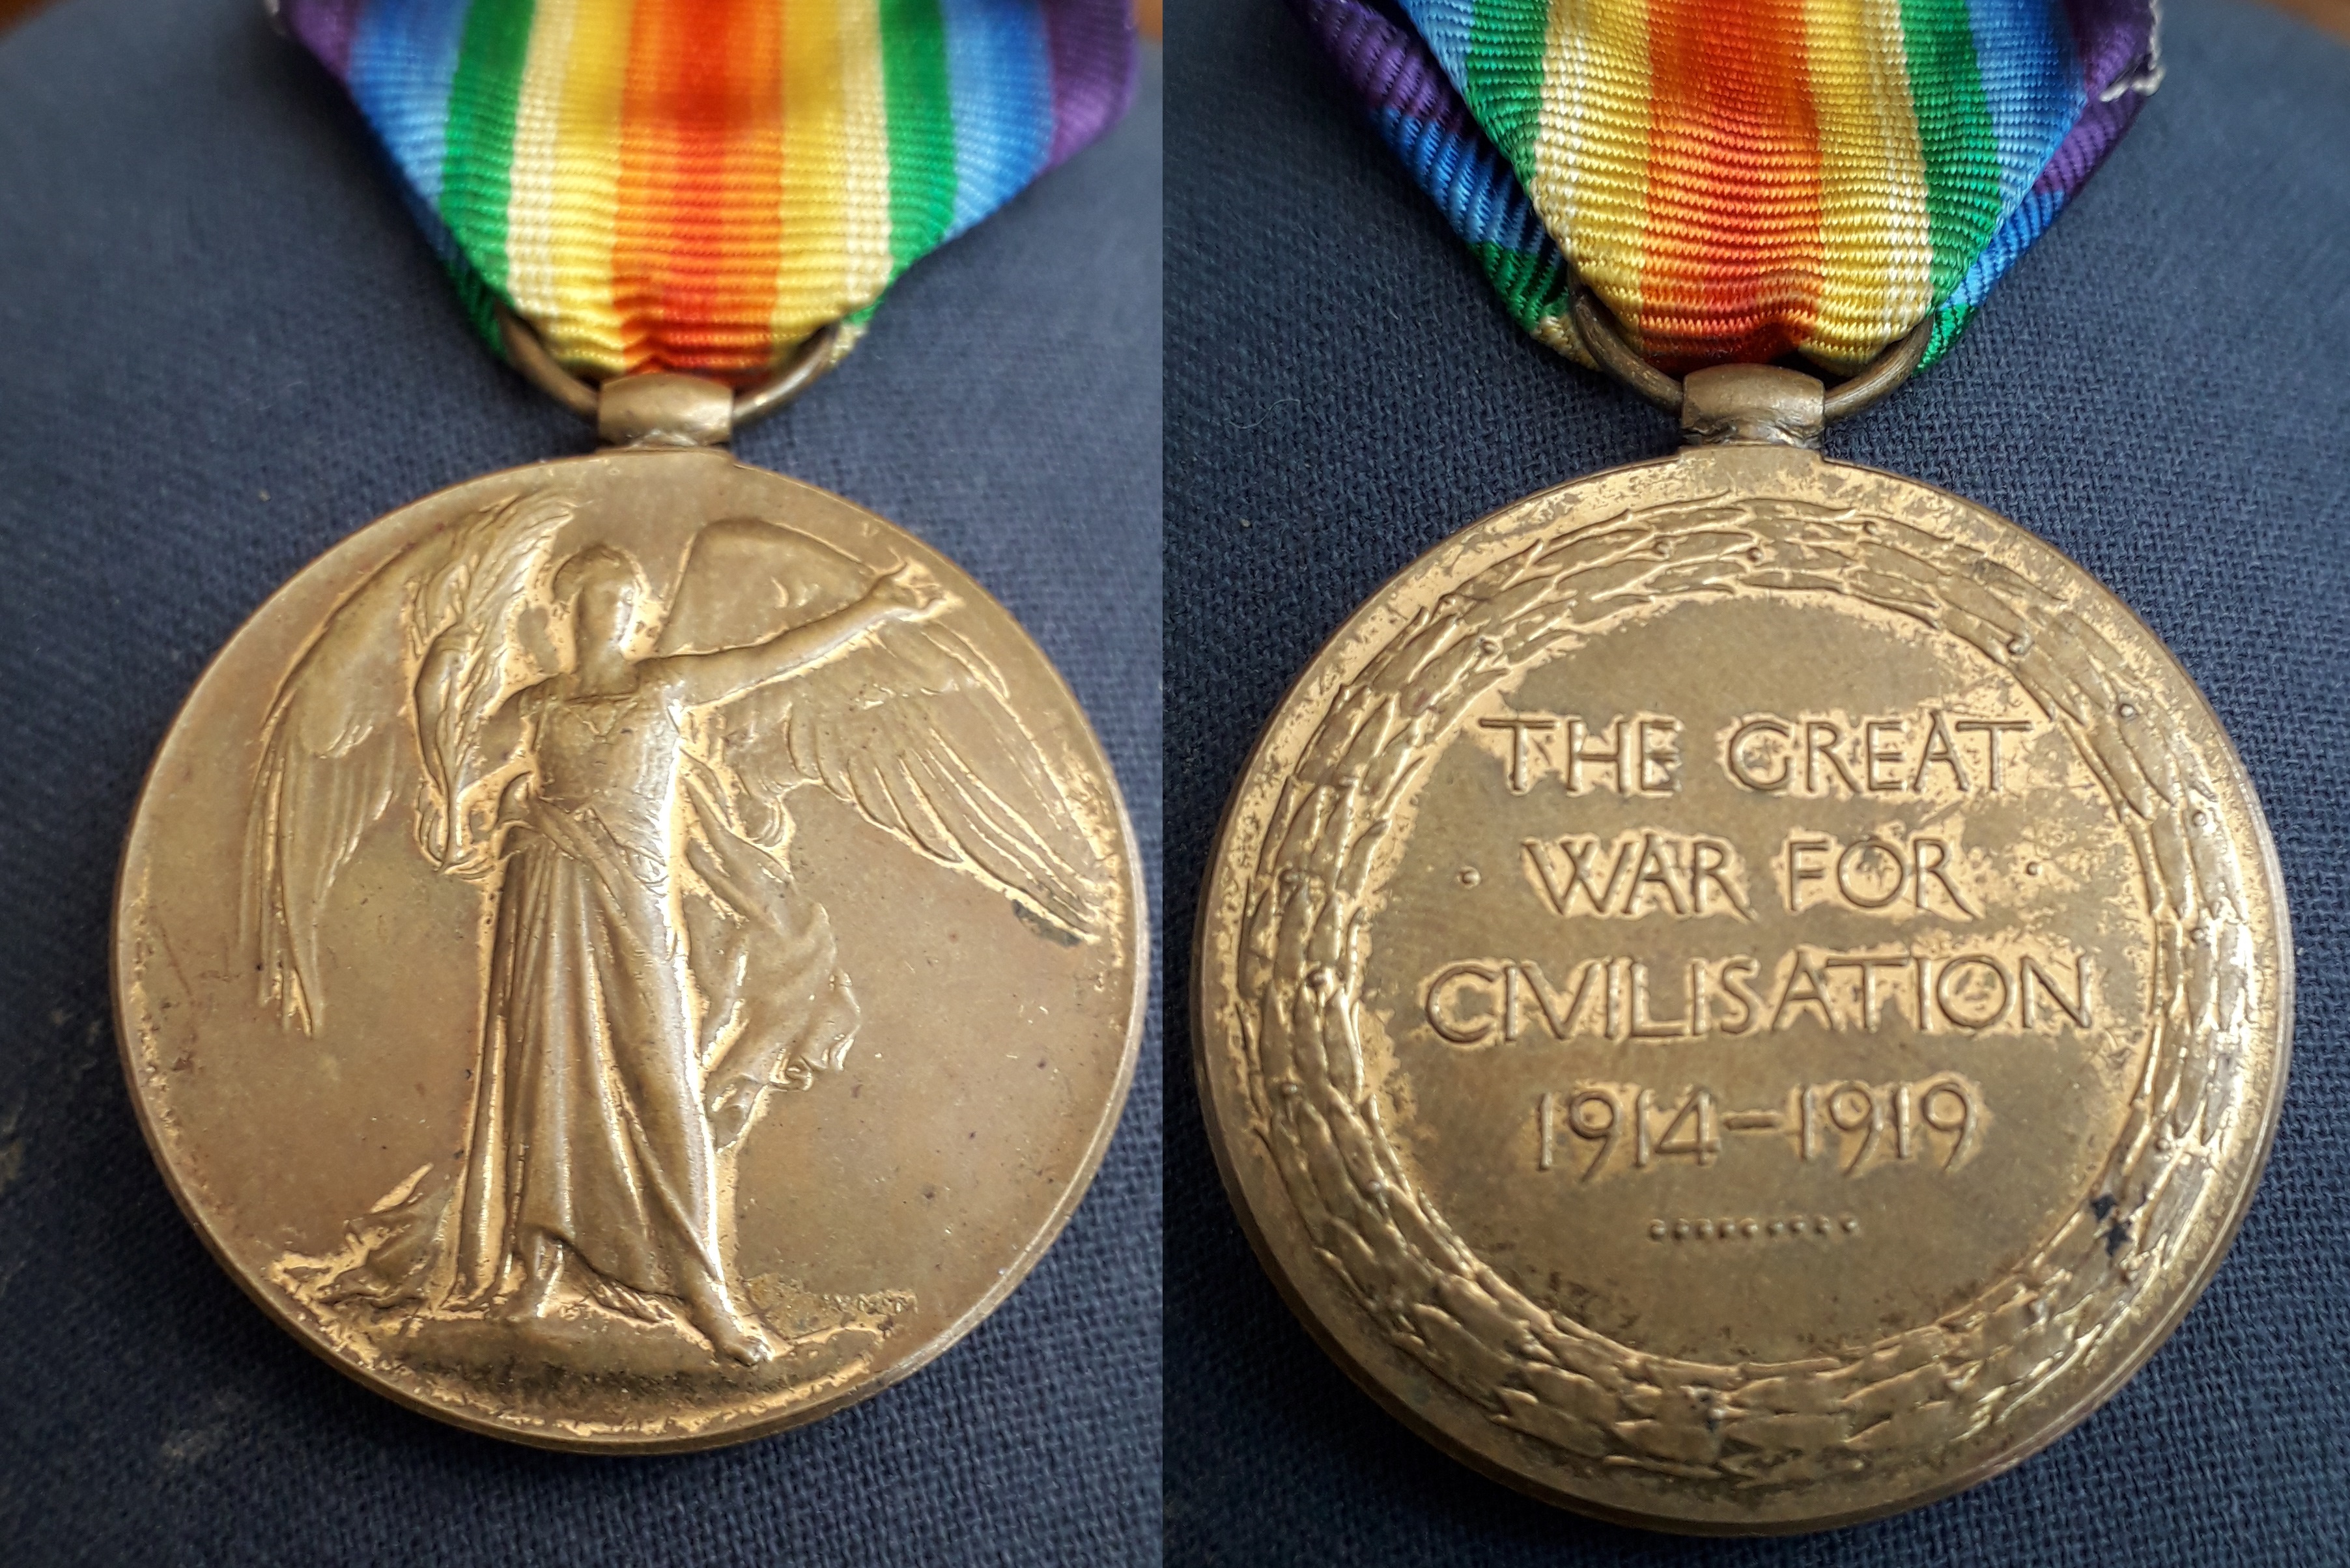 THE GREAT
· WAR FOR ·
CIVILISATION
1914–1919